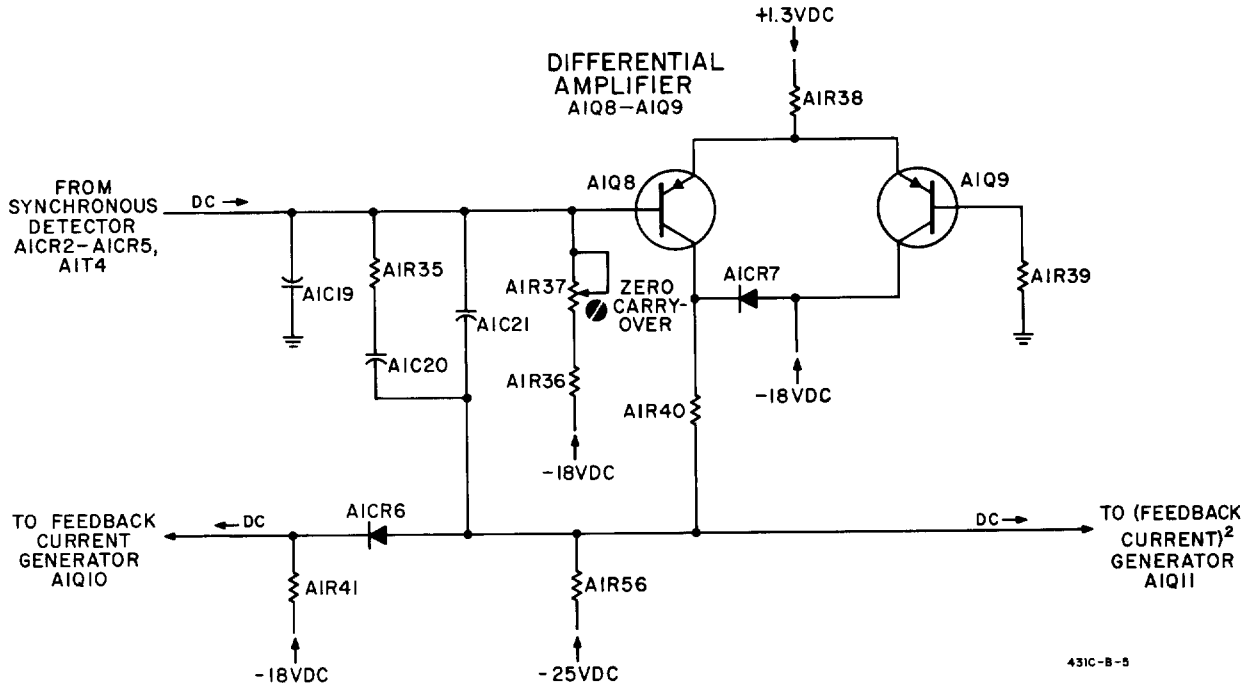 +1.3VDC
DIFFERENTIAL
AMPLIFIER
A1Q8-A1Q9
A1R38
A1Q8
A1Q9
FROM
SYNCHRONOUS
DETECTOR
A1CR2-A1CR5,
A1T4
DC →
A1C19
A1R35
A1C20
A1C21
A1R37
ZERO
CARRY-
OVER
A1R36
-18VDC
A1CR7
-18VDC
A1R39
A1R40
TO FEEDBACK
CURRENT
GENERATOR
A1Q10
←DC
A1CR6
A1R41
-18VDC
A1R56
-25VDC
DC→
TO (FEEDBACK
CURRENT)²
GENERATOR
A1Q11
431C-B-5